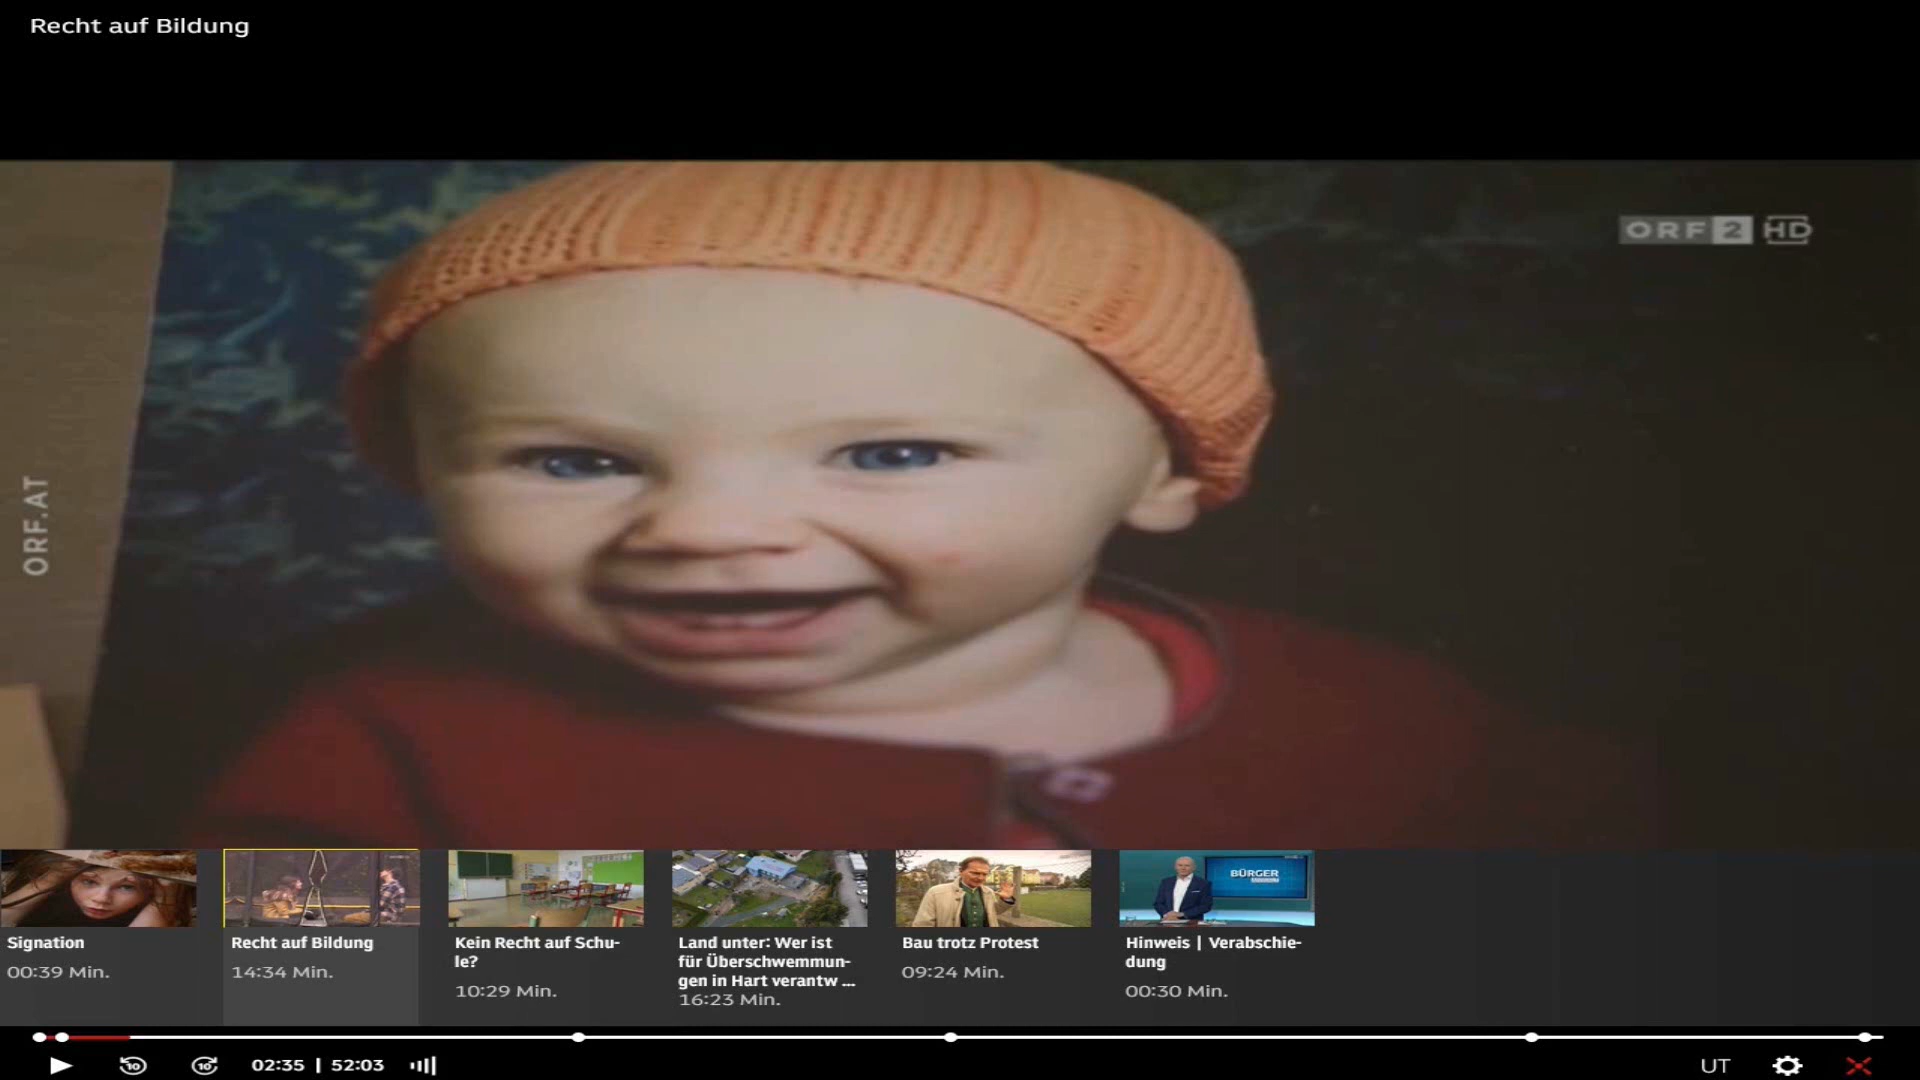 Recht auf Bildung
ORF 2 HD
ORF.AT
BÜRGER
Signation
00:39 Min.
Recht auf Bildung
14:34 Min.
Kein Recht auf Schu-
le?
10:29 Min.
Land unter: Wer ist
für Überschwemmun-
gen in Hart verantw ...
16:23 Min.
Bau trotz Protest
09:24 Min.
Hinweis | Verabschie-
dung
00:30 Min.
10
10
02:35 | 52:03
UT